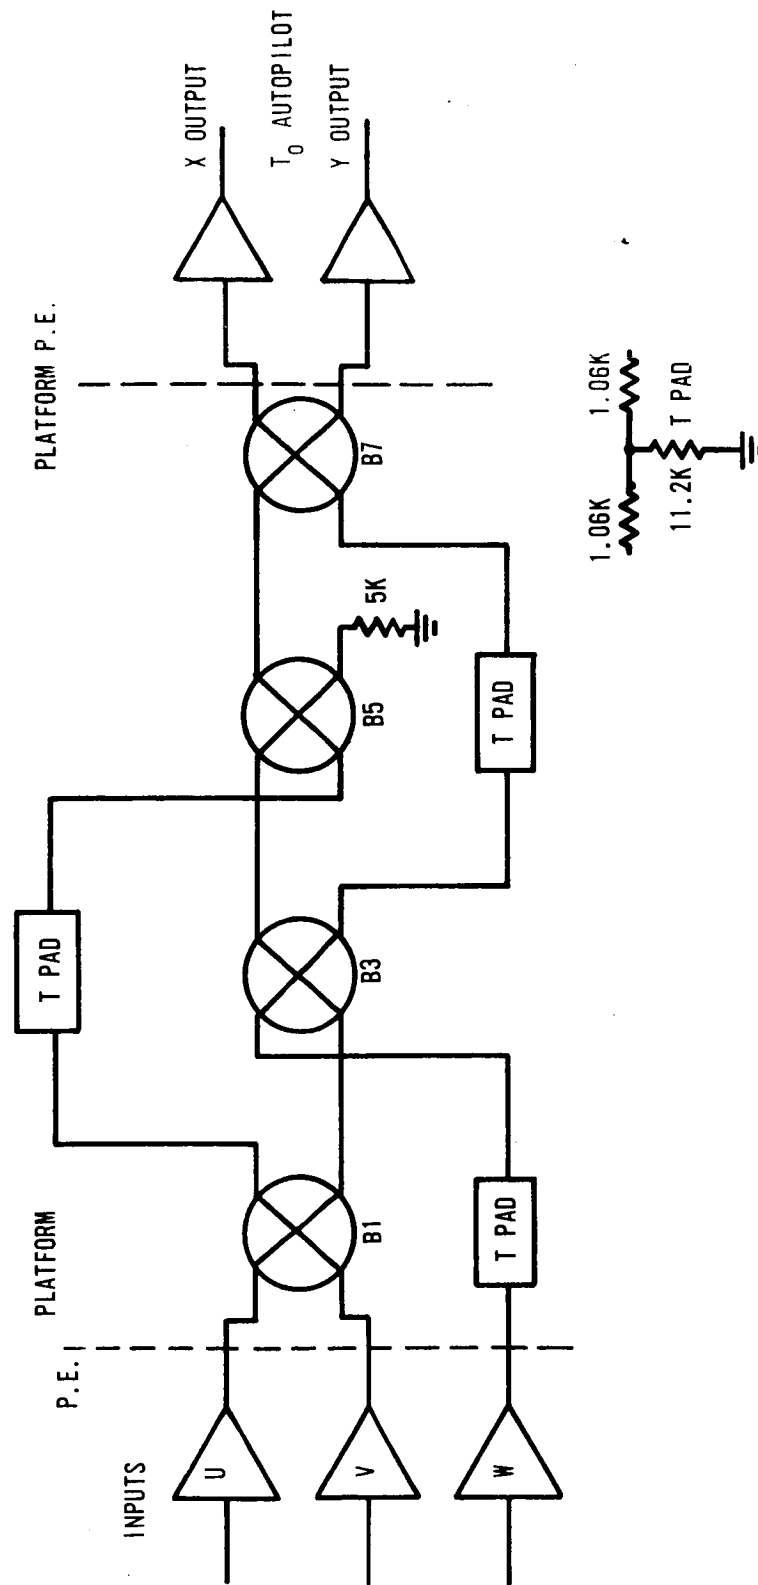 INPUTS
P.E.
PLATFORM
PLATFORM P.E.
U
V
W
T PAD
T PAD
T PAD
B1
B3
B5
B7
5K
X OUTPUT
T0 AUTOPILOT
Y OUTPUT
1.06K
1.06K
11.2K
T PAD